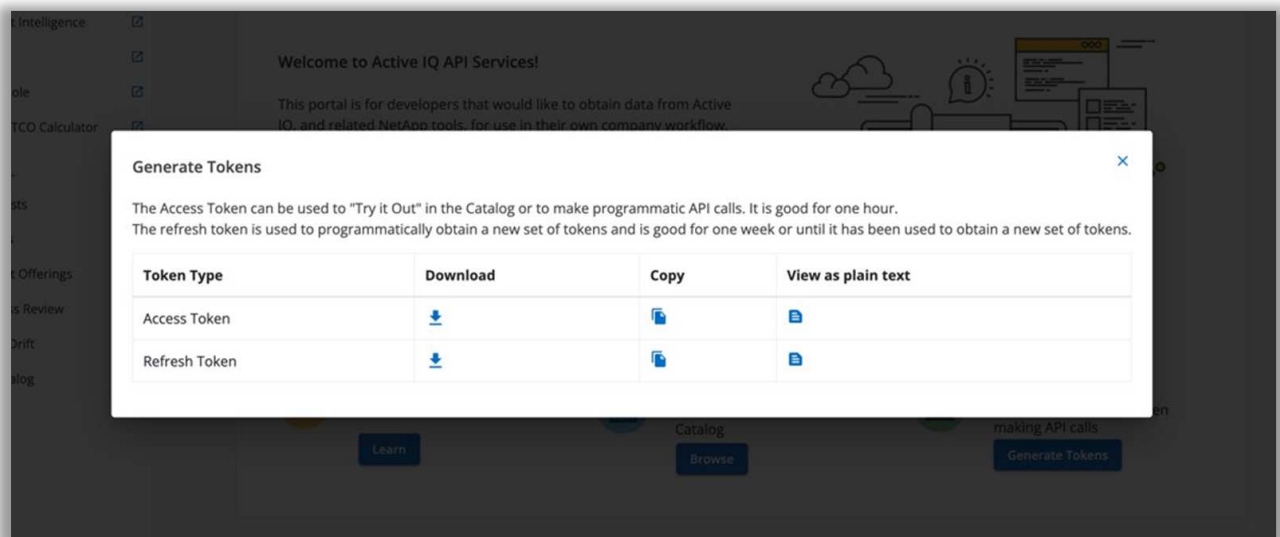 t Intelligence
ole
TCO Calculator
sts
t Offerings
ss Review
Drift
alog
Welcome to Active IQ API Services!
This portal is for developers that would like to obtain data from Active
IQ, and related NetApp tools, for use in their own company workflow
Generate Tokens
The Access Token can be used to "Try it Out" in the Catalog or to make programmatic API calls. It is good for one hour.
The refresh token is used to programmatically obtain a new set of tokens and is good for one week or until it has been used to obtain a new set of tokens.
Token Type Download Copy View as plain text
Access Token
Refresh Token
en
Catalog making API calls
Learn Browse Generate Tokens